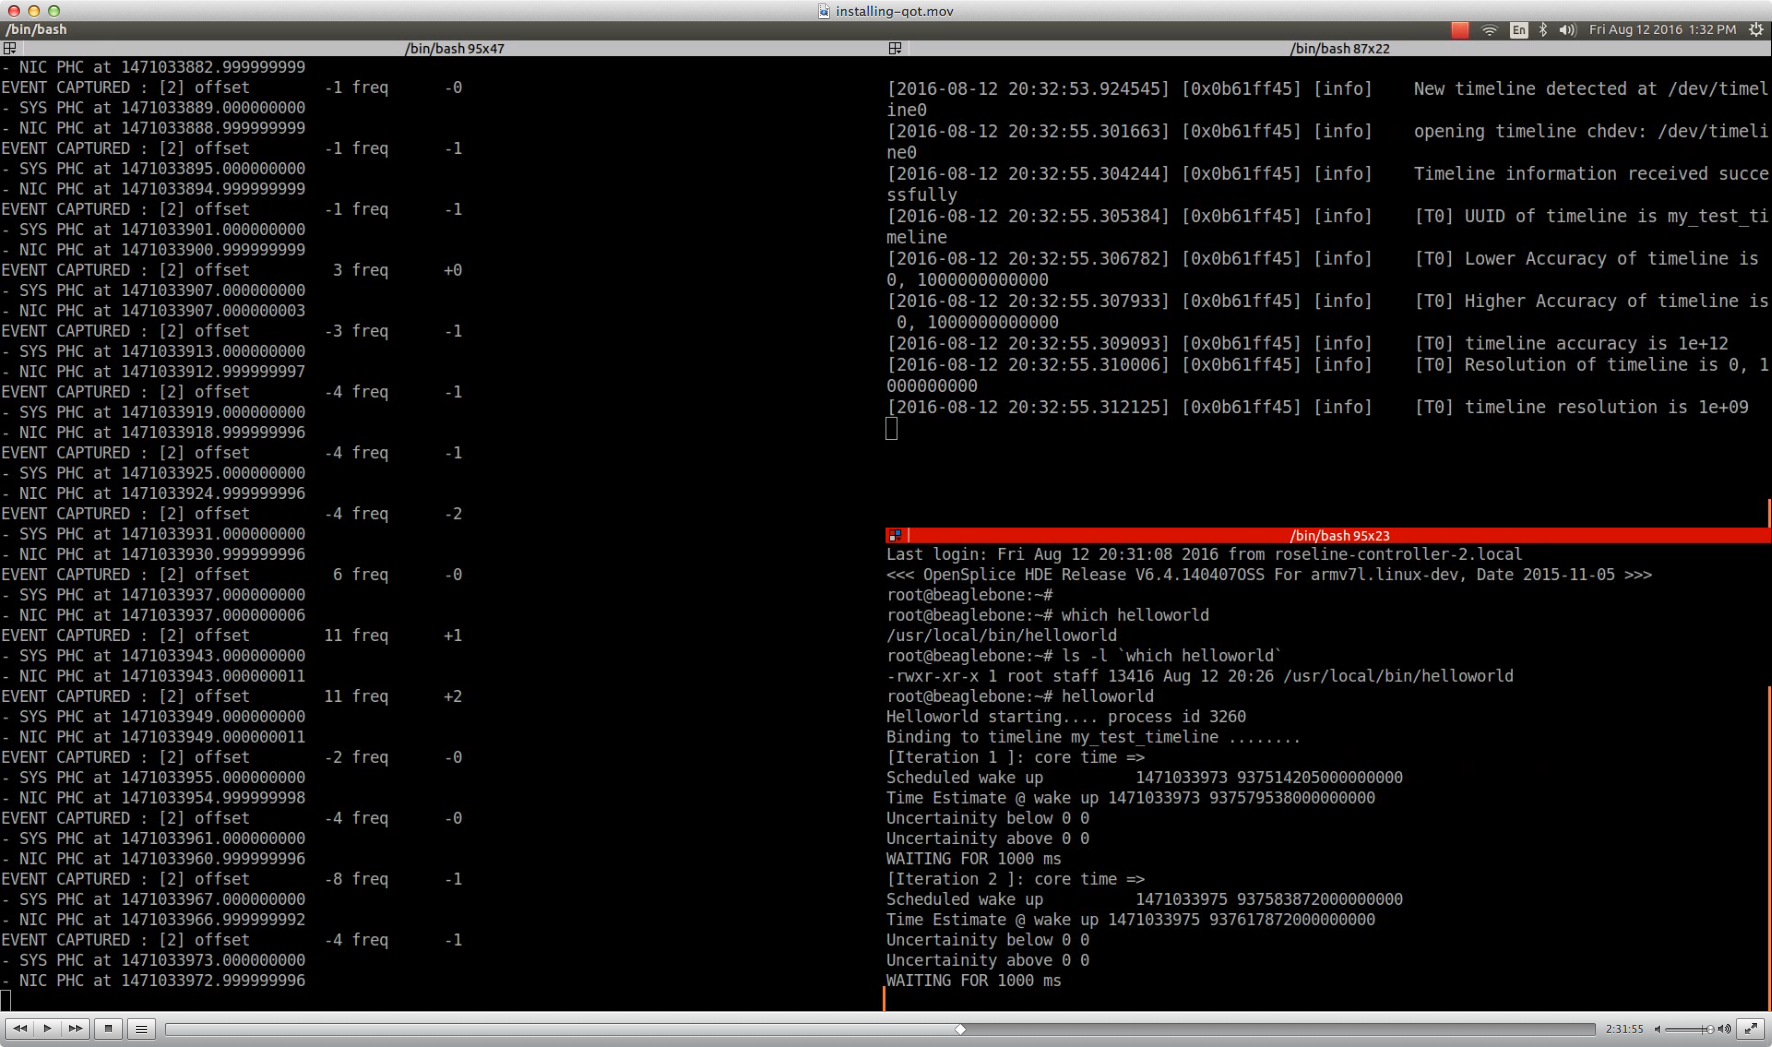 installing-qot.mov
/bin/bash
En
Fri Aug 12 2016 1:32 PM
/bin/bash 95x47
- NIC PHC at 1471033882.999999999
EVENT CAPTURED : [2] offset -1 freq -0
- SYS PHC at 1471033889.000000000
- NIC PHC at 1471033888.999999999
EVENT CAPTURED : [2] offset -1 freq -1
- SYS PHC at 1471033895.000000000
- NIC PHC at 1471033894.999999999
EVENT CAPTURED : [2] offset -1 freq -1
- SYS PHC at 1471033901.000000000
- NIC PHC at 1471033900.999999999
EVENT CAPTURED : [2] offset 3 freq +0
- SYS PHC at 1471033907.000000000
- NIC PHC at 1471033907.000000003
EVENT CAPTURED : [2] offset -3 freq -1
- SYS PHC at 1471033913.000000000
- NIC PHC at 1471033912.999999997
EVENT CAPTURED : [2] offset -4 freq -1
- SYS PHC at 1471033919.000000000
- NIC PHC at 1471033918.999999996
EVENT CAPTURED : [2] offset -4 freq -1
- SYS PHC at 1471033925.000000000
- NIC PHC at 1471033924.999999996
EVENT CAPTURED : [2] offset -4 freq -2
- SYS PHC at 1471033931.000000000
- NIC PHC at 1471033930.999999996
EVENT CAPTURED : [2] offset 6 freq -0
- SYS PHC at 1471033937.000000000
- NIC PHC at 1471033937.000000006
EVENT CAPTURED : [2] offset 11 freq +1
- SYS PHC at 1471033943.000000000
- NIC PHC at 1471033943.000000011
EVENT CAPTURED : [2] offset 11 freq +2
- SYS PHC at 1471033949.000000000
- NIC PHC at 1471033949.000000011
EVENT CAPTURED : [2] offset -2 freq -0
- SYS PHC at 1471033955.000000000
- NIC PHC at 1471033954.999999998
EVENT CAPTURED : [2] offset -4 freq -0
- SYS PHC at 1471033961.000000000
- NIC PHC at 1471033960.999999996
EVENT CAPTURED : [2] offset -8 freq -1
- SYS PHC at 1471033967.000000000
- NIC PHC at 1471033966.999999992
EVENT CAPTURED : [2] offset -4 freq -1
- SYS PHC at 1471033973.000000000
- NIC PHC at 1471033972.999999996
/bin/bash 87x22
[2016-08-12 20:32:53.924545] [0x0b61ff45] [info] New timeline detected at /dev/timel
ine0
[2016-08-12 20:32:55.301663] [0x0b61ff45] [info] opening timeline chdev: /dev/timeli
ne0
[2016-08-12 20:32:55.304244] [0x0b61ff45] [info] Timeline information received succe
ssfully
[2016-08-12 20:32:55.305384] [0x0b61ff45] [info] [T0] UUID of timeline is my_test_ti
meline
[2016-08-12 20:32:55.306782] [0x0b61ff45] [info] [T0] Lower Accuracy of timeline is
0, 1000000000000
[2016-08-12 20:32:55.307933] [0x0b61ff45] [info] [T0] Higher Accuracy of timeline is
0, 1000000000000
[2016-08-12 20:32:55.309093] [0x0b61ff45] [info] [T0] timeline accuracy is 1e+12
[2016-08-12 20:32:55.310006] [0x0b61ff45] [info] [T0] Resolution of timeline is 0, 1
000000000
[2016-08-12 20:32:55.312125] [0x0b61ff45] [info] [T0] timeline resolution is 1e+09
/bin/bash 95x23
Last login: Fri Aug 12 20:31:08 2016 from roseline-controller-2.local
<<< OpenSplice HDE Release V6.4.140407OSS For armv7l.linux-dev, Date 2015-11-05 >>>
root@beaglebone:~#
root@beaglebone:~# which helloworld
/usr/local/bin/helloworld
root@beaglebone:~# ls -l `which helloworld`
-rwxr-xr-x 1 root staff 13416 Aug 12 20:26 /usr/local/bin/helloworld
root@beaglebone:~# helloworld
Helloworld starting.... process id 3260
Binding to timeline my_test_timeline ........
[Iteration 1 ]: core time =>
Scheduled wake up 1471033973 937514205000000000
Time Estimate @ wake up 1471033973 937579538000000000
Uncertainity below 0 0
Uncertainity above 0 0
WAITING FOR 1000 ms
[Iteration 2 ]: core time =>
Scheduled wake up 1471033975 937583872000000000
Time Estimate @ wake up 1471033975 937617872000000000
Uncertainity below 0 0
Uncertainity above 0 0
WAITING FOR 1000 ms
2:31:55